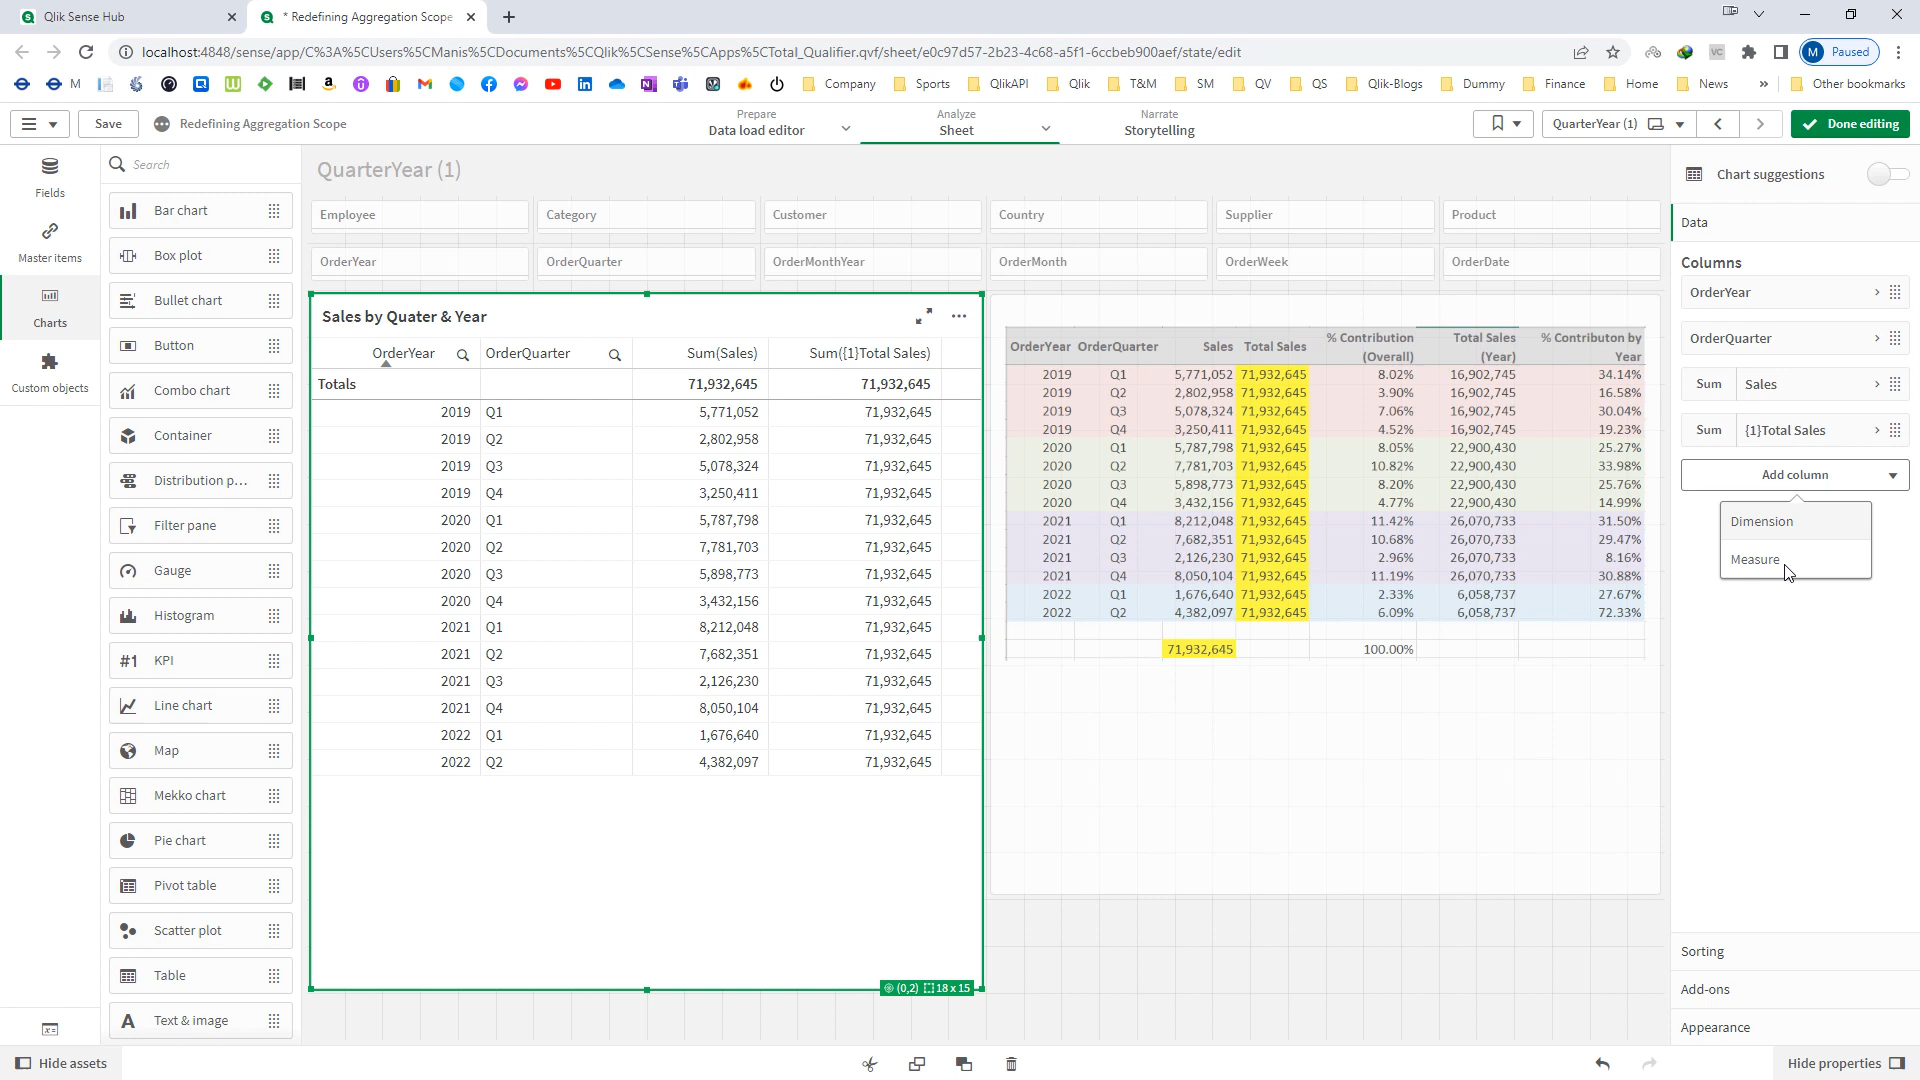 Qlik Sense Hub
* Redefining Aggregation Scope
localhost:4848/sense/app/C%3A%5CUsers%5CManis%5CDocuments%5CQlik%5CSense%5CApps%5CTotal_Qualifier.qvf/sheet/e0c97d57-2b23-4c68-a5f1-6ccbeb900aef/state/edit
VC
M Paused
M
Company
Sports
QlikAPI
Qlik
T&M
SM
QV
QS
Qlik-Blogs
Dummy
Finance
Home
News
»
Other bookmarks
Save
Redefining Aggregation Scope
Prepare
Data load editor
Analyze
Sheet
Narrate
Storytelling
QuarterYear (1)
Done editing
Fields
Master items
Charts
Custom objects
Search
Bar chart
Box plot
Bullet chart
Button
Combo chart
Container
Distribution p...
Filter pane
Gauge
Histogram
#1 KPI
Line chart
Map
Mekko chart
Pie chart
Pivot table
Scatter plot
Table
A Text & image
QuarterYear (1)
Employee Category Customer Country Supplier Product
OrderYear OrderQuarter OrderMonthYear OrderMonth OrderWeek OrderDate
Sales by Quater & Year
OrderYear OrderQuarter Sum(Sales) Sum({1}Total Sales)
Totals 71,932,645 71,932,645
2019 Q1 5,771,052 71,932,645
2019 Q2 2,802,958 71,932,645
2019 Q3 5,078,324 71,932,645
2019 Q4 3,250,411 71,932,645
2020 Q1 5,787,798 71,932,645
2020 Q2 7,781,703 71,932,645
2020 Q3 5,898,773 71,932,645
2020 Q4 3,432,156 71,932,645
2021 Q1 8,212,048 71,932,645
2021 Q2 7,682,351 71,932,645
2021 Q3 2,126,230 71,932,645
2021 Q4 8,050,104 71,932,645
2022 Q1 1,676,640 71,932,645
2022 Q2 4,382,097 71,932,645
(0,2) 18 x 15
OrderYear OrderQuarter Sales Total Sales % Contribution (Overall) Total Sales (Year) % Contributon by Year
2019 Q1 5,771,052 71,932,645 8.02% 16,902,745 34.14%
2019 Q2 2,802,958 71,932,645 3.90% 16,902,745 16.58%
2019 Q3 5,078,324 71,932,645 7.06% 16,902,745 30.04%
2019 Q4 3,250,411 71,932,645 4.52% 16,902,745 19.23%
2020 Q1 5,787,798 71,932,645 8.05% 22,900,430 25.27%
2020 Q2 7,781,703 71,932,645 10.82% 22,900,430 33.98%
2020 Q3 5,898,773 71,932,645 8.20% 22,900,430 25.76%
2020 Q4 3,432,156 71,932,645 4.77% 22,900,430 14.99%
2021 Q1 8,212,048 71,932,645 11.42% 26,070,733 31.50%
2021 Q2 7,682,351 71,932,645 10.68% 26,070,733 29.47%
2021 Q3 2,126,230 71,932,645 2.96% 26,070,733 8.16%
2021 Q4 8,050,104 71,932,645 11.19% 26,070,733 30.88%
2022 Q1 1,676,640 71,932,645 2.33% 6,058,737 27.67%
2022 Q2 4,382,097 71,932,645 6.09% 6,058,737 72.33%
71,932,645 100.00%
Chart suggestions
Data
Columns
OrderYear
OrderQuarter
Sum Sales
Sum {1}Total Sales
Add column
Dimension
Measure
Sorting
Add-ons
Appearance
Hide assets
Hide properties